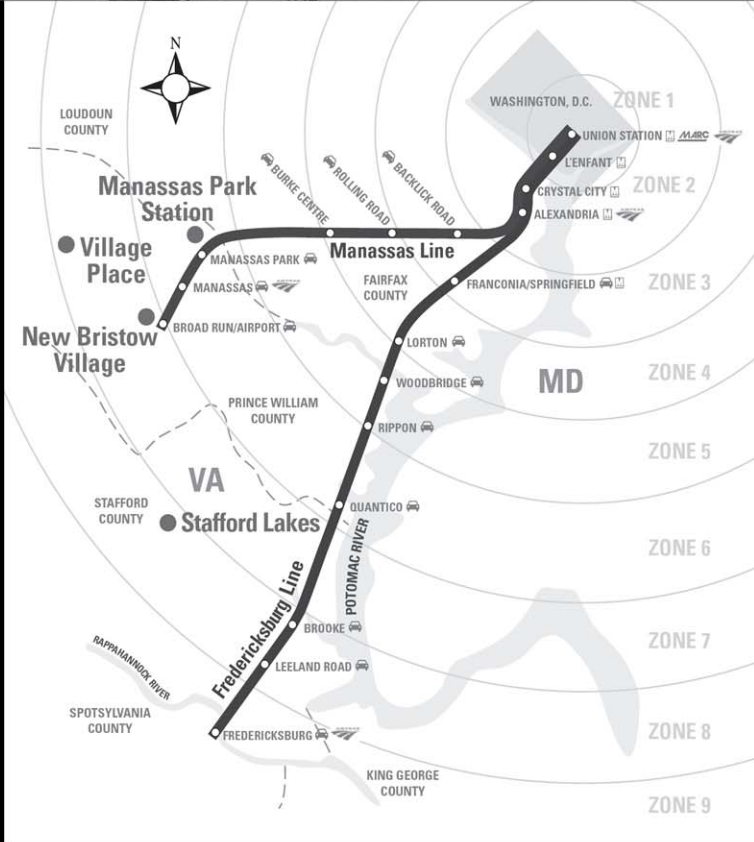 N
WASHINGTON, D.C.
ZONE 1
LOUDOUN
COUNTY
UNION STATION M MARC
L'ENFANT M
BURKE CENTRE
ROLLING ROAD
BACKLICK ROAD
CRYSTAL CITY M
ZONE 2
Manassas Park
Station
ALEXANDRIA M
Village
Place
Manassas Line
MANASSAS PARK
FAIRFAX
COUNTY
FRANCONIA/SPRINGFIELD M
ZONE 3
MANASSAS
New Bristow
Village
BROAD RUN/AIRPORT
LORTON
WOODBRIDGE
MD
ZONE 4
PRINCE WILLIAM
COUNTY
RIPPON
ZONE 5
VA
STAFFORD
COUNTY
Stafford Lakes
QUANTICO
POTOMAC RIVER
ZONE 6
Fredericksburg Line
BROOKE
ZONE 7
RAPPAHANNOCK RIVER
LEELAND ROAD
SPOTSYLVANIA
COUNTY
FREDERICKSBURG
ZONE 8
KING GEORGE
COUNTY
ZONE 9